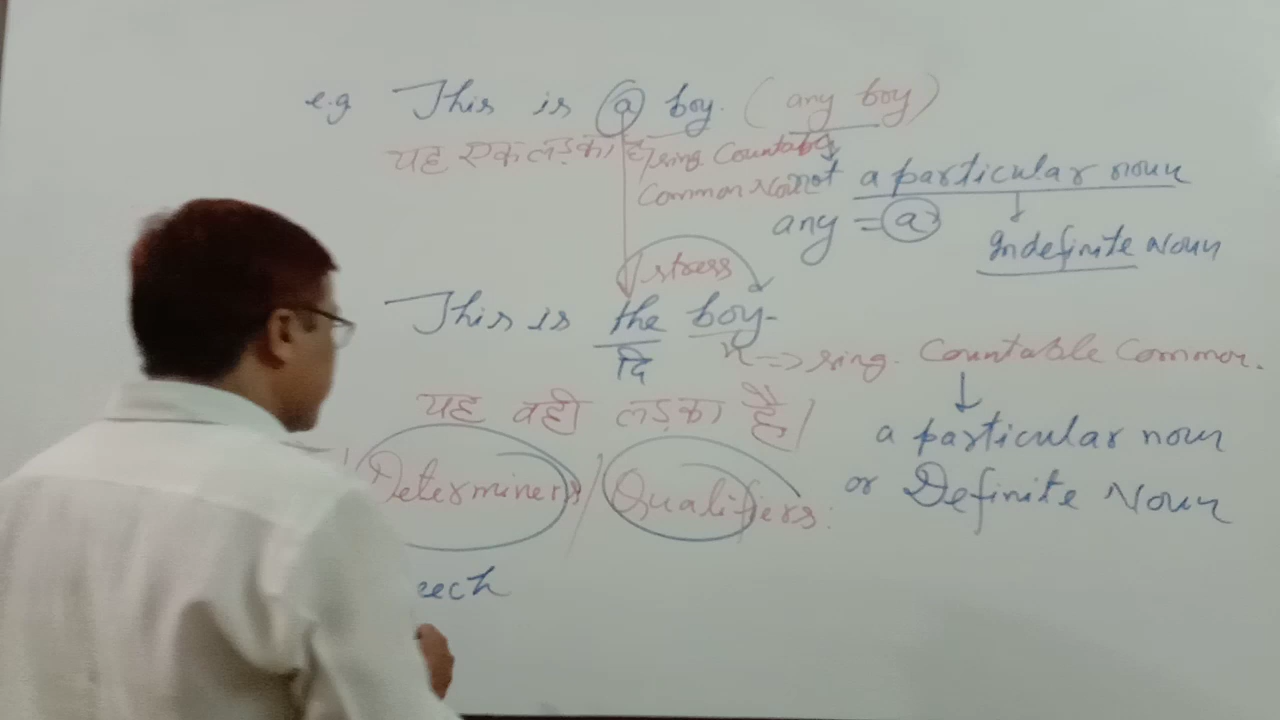 e.g This is a boy. (any boy)
यह एक लड़का है। sing. Countable
Common Noun
not a particular noun
any = a
Indefinite Noun
stress
This is the boy-
दि
N => sing. Countable Common.
यह वही लड़का है।
a particular noun
Determiners / Qualifiers:
or Definite Noun
eech